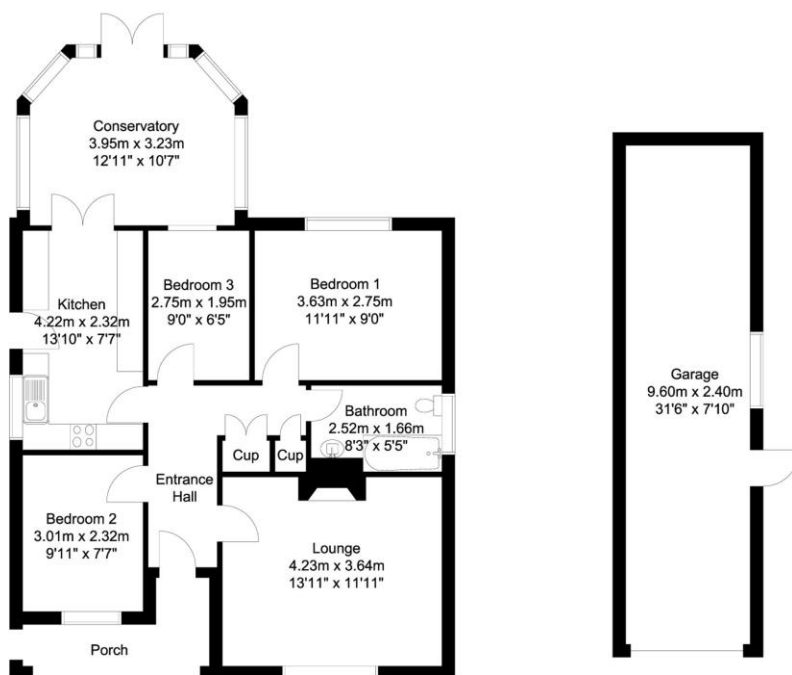 Conservatory
3.95m x 3.23m
12'11" x 10'7"
Kitchen
4.22m x 2.32m
13'10" x 7'7"
Bedroom 3
2.75m x 1.95m
9'0" x 6'5"
Bedroom 1
3.63m x 2.75m
11'11" x 9'0"
Bathroom
2.52m x 1.66m
8'3" x 5'5"
Cup
Cup
Entrance
Hall
Bedroom 2
3.01m x 2.32m
9'11" x 7'7"
Lounge
4.23m x 3.64m
13'11" x 11'11"
Porch
Garage
9.60m x 2.40m
31'6" x 7'10"